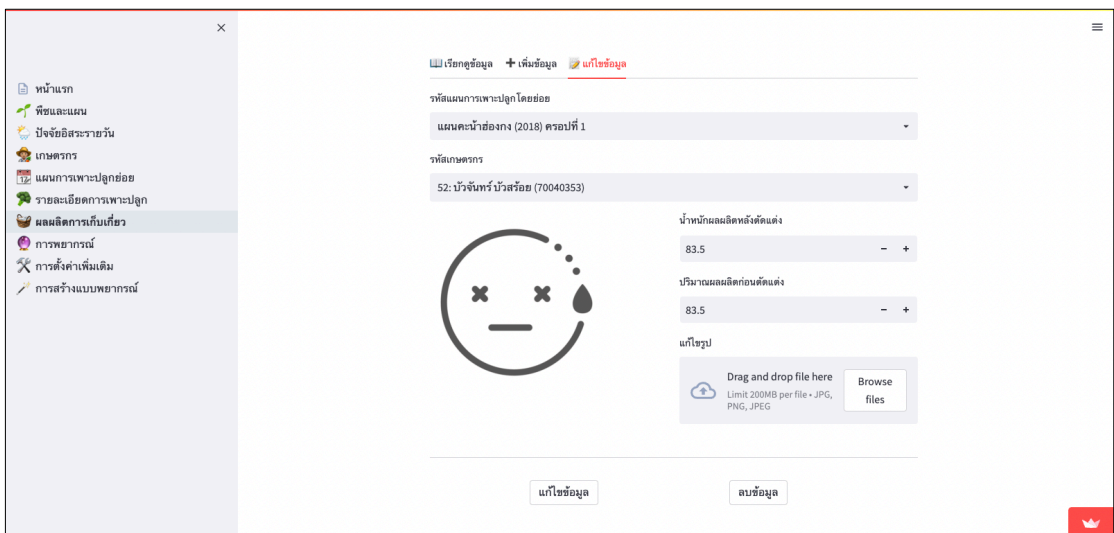 หน้าแรก
พืชและแผน
ปัจจัยอิสระรายวัน
เกษตรกร
แผนการเพาะปลูกย่อย
รายละเอียดการเพาะปลูก
ผลผลิตการเก็บเกี่ยว
การพยากรณ์
การตั้งค่าเพิ่มเติม
การสร้างแบบพยากรณ์
เรียกดูข้อมูล เพิ่มข้อมูล แก้ไขข้อมูล
รหัสแผนการเพาะปลูกโดยย่อย
แผนคะน้าฮ่องกง (2018) ครอปที่ 1
รหัสเกษตรกร
52: บัวจันทร์ บัวสร้อย (70040353)
น้ำหนักผลผลิตหลังตัดแต่ง
83.5
ปริมาณผลผลิตก่อนตัดแต่ง
83.5
แก้ไขรูป
Drag and drop file here
Limit 200MB per file • JPG,
PNG, JPEG
Browse
files
แก้ไขข้อมูล ลบข้อมูล